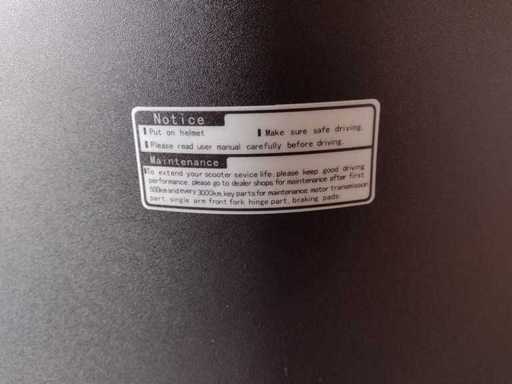 Notice
Put on helmet Make sure safe driving.
Please read user manual carefully before driving.
Maintenance
To extend your scooter sevice life, please keep good driving
performance, please go to dealer shops for maintenance after first
500km and every 3000km, key parts for maintenance: motor transmission
part, single arm front fork hinge part, braking pads.